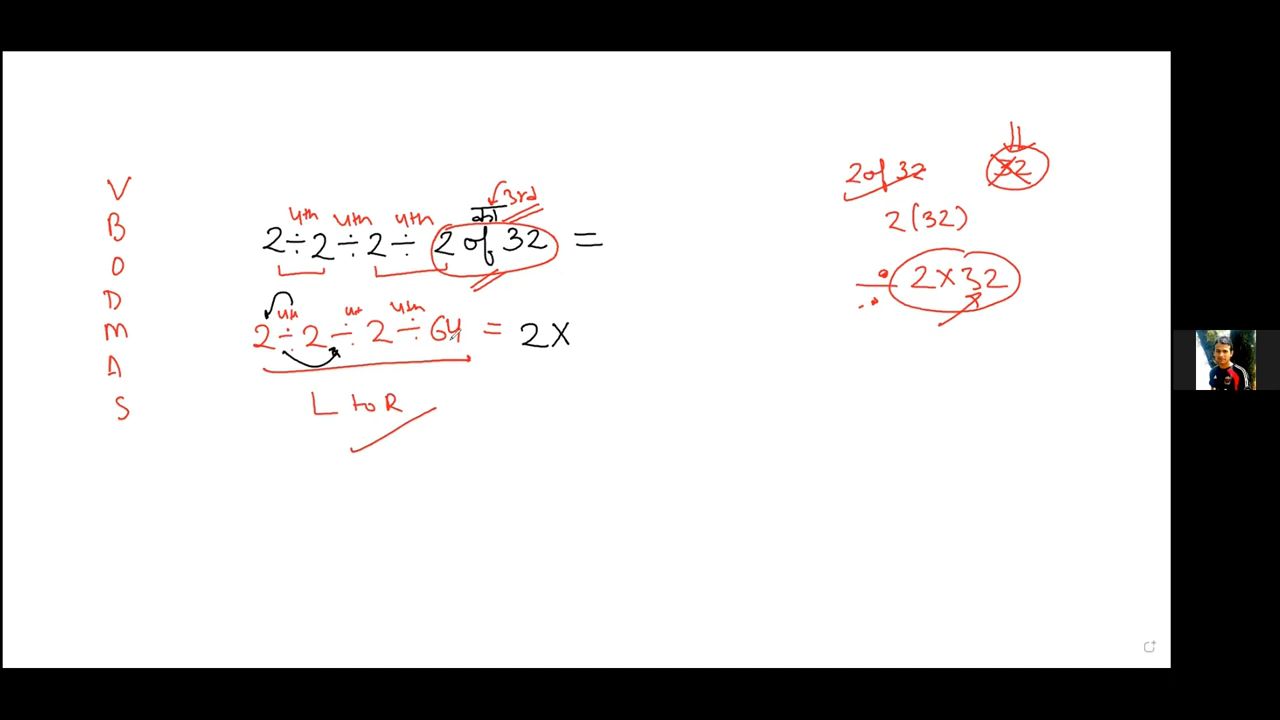 V
B
O
D
M
A
S
4th 4th 4th का 3rd
2 ÷ 2 ÷ 2 ÷ 2 of 32 =
4th 4th 4th
2 ÷ 2 ÷ 2 ÷ 64 = 2 X
L to R
2 of 32 32
2 (32)
÷ 2 X 32